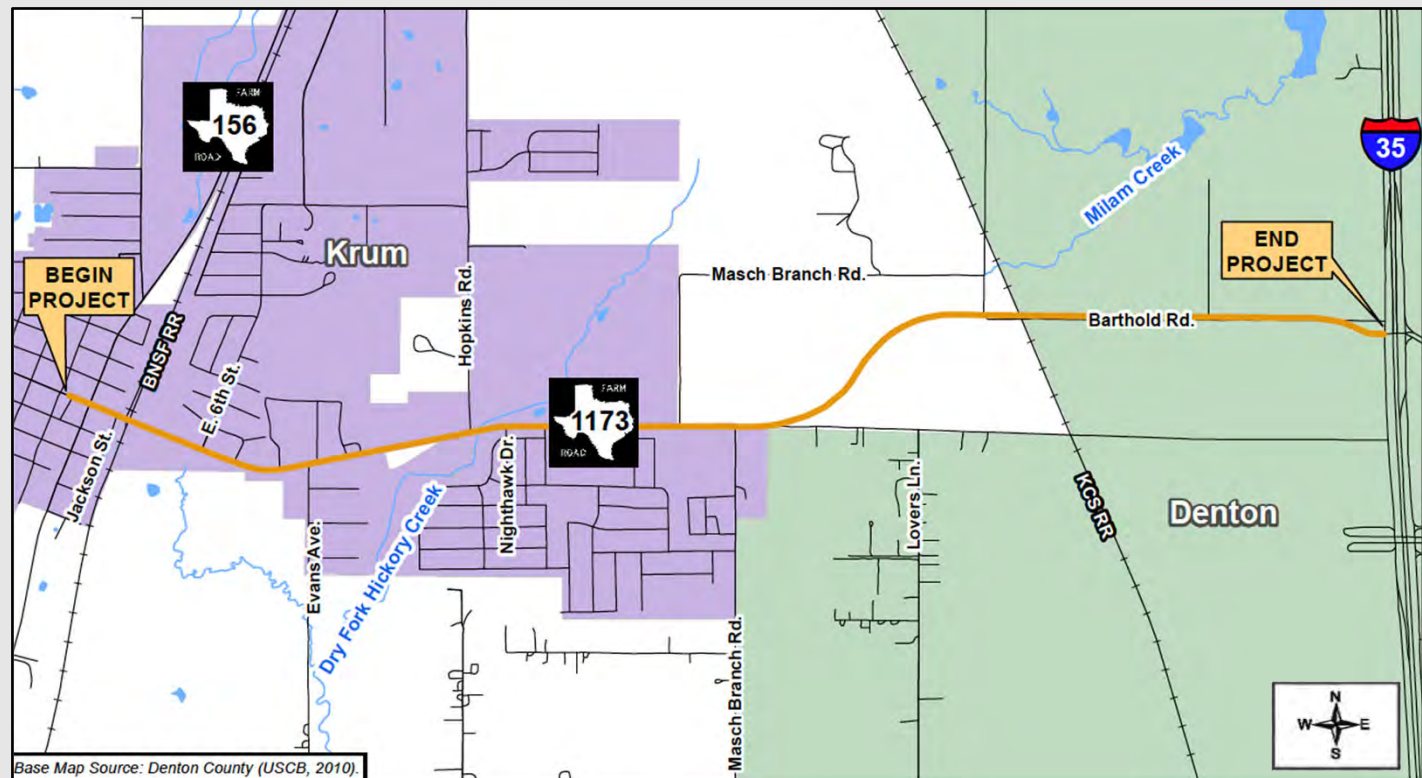 FARM
156
ROAD
35
Milam Creek
Krum
END
PROJECT
BEGIN
PROJECT
Hopkins Rd.
Masch Branch Rd.
Barthold Rd.
BNSF RR
E. 6th St.
FARM
1173
ROAD
Jackson St.
Nighthawk Dr.
Lovers Ln.
KCS RR
Denton
Evans Ave.
Dry Fork Hickory Creek
Masch Branch Rd.
N
W
E
S
Base Map Source: Denton County (USCB, 2010).